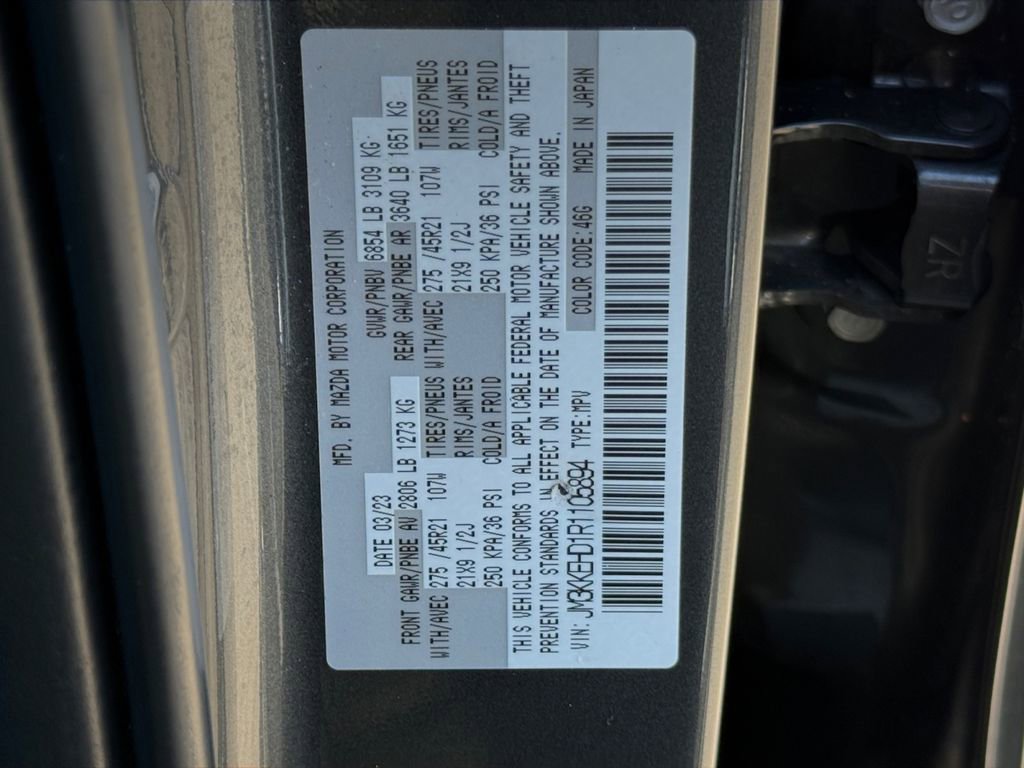 MFD. BY MAZDA MOTOR CORPORATION
DATE 03/23 GVWR/PNBV 6854 LB 3109 KG
FRONT GAWR/PNBE AV 2806 LB 1273 KG REAR GAWR/PNBE AR 3640 LB 1651 KG
WITH/AVEC 275 /45R21 107W TIRES/PNEUS WITH/AVEC 275 /45R21 107W TIRES/PNEUS
21X9 1/2J RIMS/JANTES 21X9 1/2J RIMS/JANTES
250 KPA/36 PSI COLD/A FROID 250 KPA/36 PSI COLD/A FROID
THIS VEHICLE CONFORMS TO ALL APPLICABLE FEDERAL MOTOR VEHICLE SAFETY AND THEFT
PREVENTION STANDARDS IN EFFECT ON THE DATE OF MANUFACTURE SHOWN ABOVE.
VIN: JM3KKEHD1R1105894 TYPE:MPV COLOR CODE:46G MADE IN JAPAN
ZR